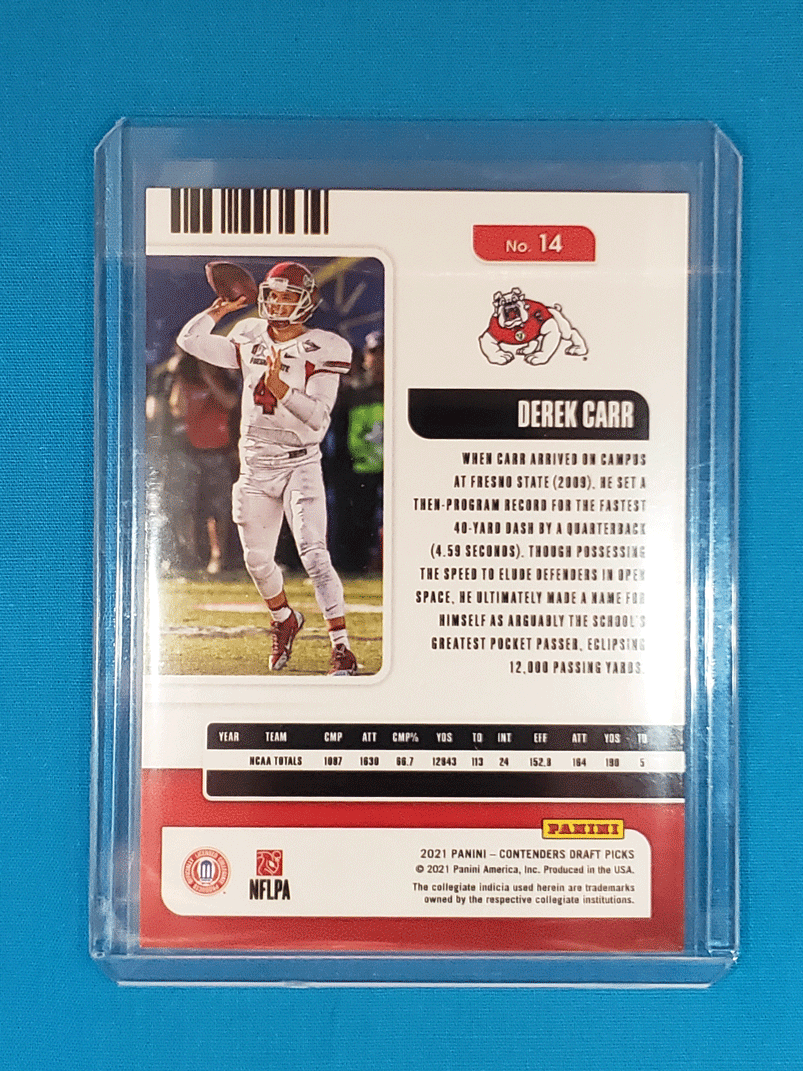 No. 14
FRESNO STATE
4
DEREK CARR
WHEN CARR ARRIVED ON CAMPUS
AT FRESNO STATE (2009), HE SET A
THEN-PROGRAM RECORD FOR THE FASTEST
40-YARD DASH BY A QUARTERBACK
(4.59 SECONDS). THOUGH POSSESSING
THE SPEED TO ELUDE DEFENDERS IN OPEN
SPACE, HE ULTIMATELY MADE A NAME FOR
HIMSELF AS ARGUABLY THE SCHOOL'S
GREATEST POCKET PASSER, ECLIPSING
12,000 PASSING YARDS.
YEAR TEAM CMP ATT CMP% YDS TD INT EFF ATT YDS TD
NCAA TOTALS 1087 1630 66.7 12843 113 24 152.9 164 190 5
PANINI
2021 PANINI – CONTENDERS DRAFT PICKS
© 2021 Panini America, Inc. Produced in the USA.
The collegiate indicia used herein are trademarks
owned by the respective collegiate institutions.
NFLPA